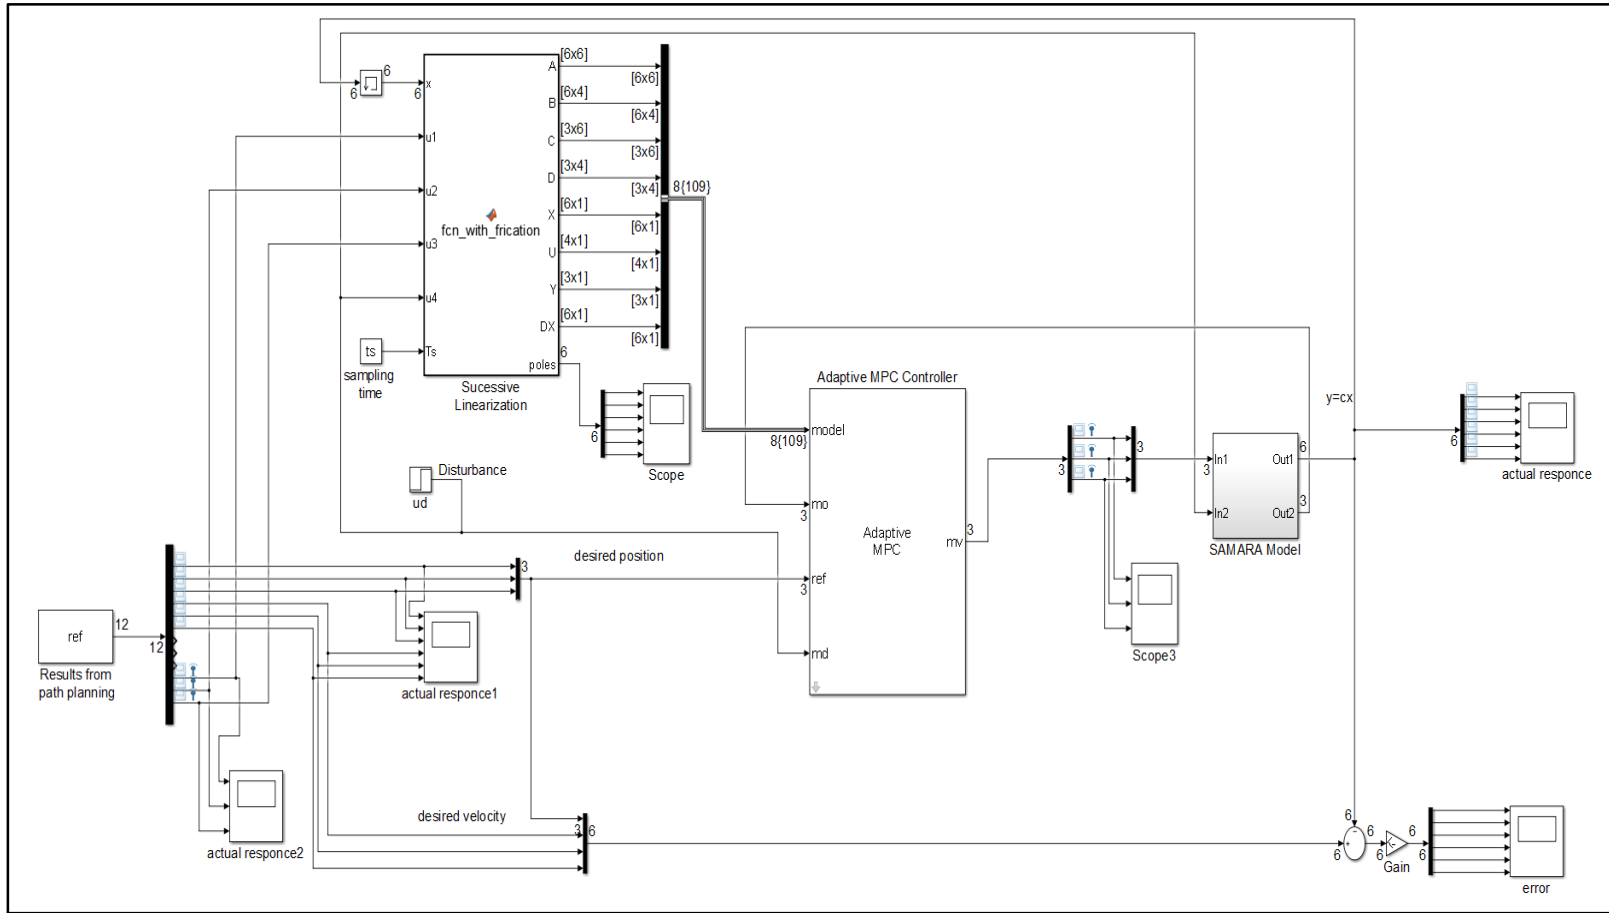 [6x6]
A
[6x6]
6
6
x
6
[6x4]
B
[6x4]
u1
[3x6]
C
[3x6]
[3x4]
D
[3x4]
8{109}
u2
[6x1]
X
[6x1]
fcn_with_frication
u3
[4x1]
U
[4x1]
[3x1]
Y
[3x1]
u4
[6x1]
DX
[6x1]
ts
Ts
6
poles
sampling
time
Sucessive
Linearization
6
Scope
Adaptive MPC Controller
model
8{109}
mo
3
Adaptive
MPC
mv
3
ref
3
md
Disturbance
ud
3
3
In1
3
In2
Out1
6
Out2
3
SAMARA Model
Scope3
y=cx
6
actual responce
desired position
3
ref
12
12
Results from
path planning
actual responce1
actual responce2
desired velocity
3
6
6
6
6
6
6
6
-
+
Gain
error